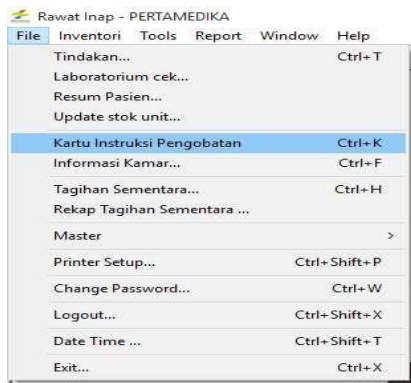 Rawat Inap - PERTAMEDIKA
File Inventori Tools Report Window Help
Tindakan... Ctrl+T
Laboratorium cek...
Resum Pasien...
Update stok unit...
Kartu Instruksi Pengobatan Ctrl+K
Informasi Kamar... Ctrl+F
Tagihan Sementara... Ctrl+H
Rekap Tagihan Sementara ...
Master >
Printer Setup... Ctrl+Shift+P
Change Password... Ctrl+W
Logout... Ctrl+Shift+X
Date Time ... Ctrl+Shift+T
Exit... Ctrl+X